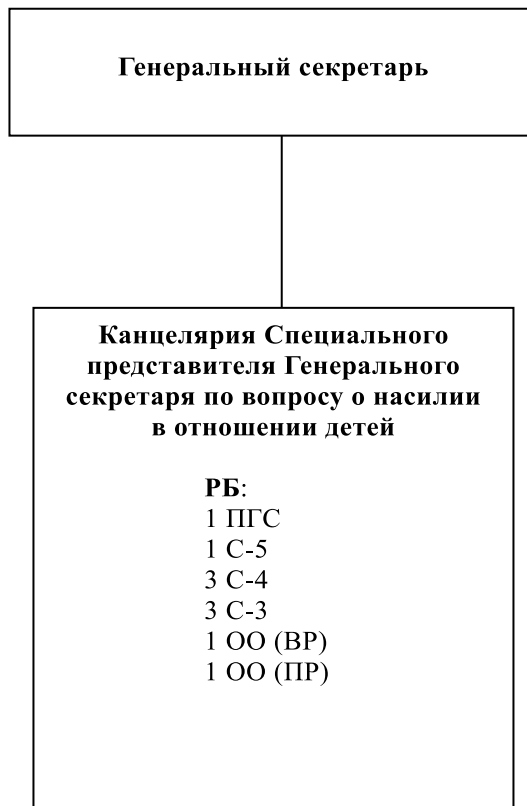 Генеральный секретарь
Канцелярия Специального
представителя Генерального
секретаря по вопросу о насилии
в отношении детей
РБ:
1 ПГС
1 С-5
3 С-4
3 С-3
1 ОО (ВР)
1 ОО (ПР)